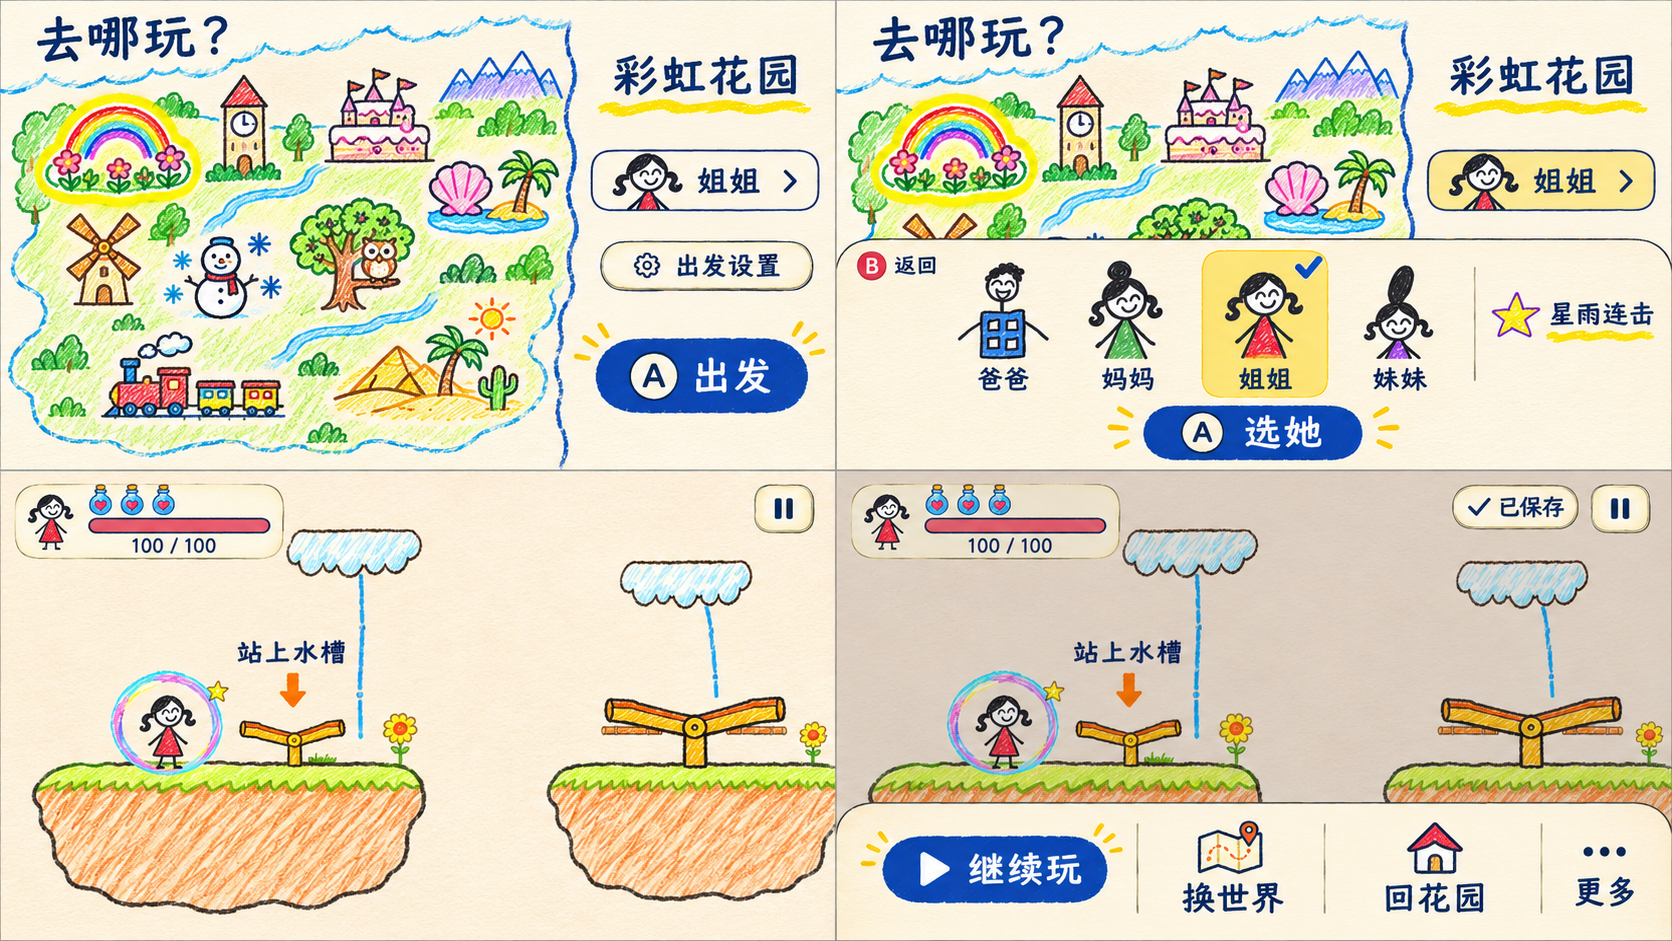 去哪玩？
彩虹花园
姐姐
出发设置
A 出发
去哪玩？
彩虹花园
姐姐
B 返回
爸爸
妈妈
姐姐
妹妹
星雨连击
A 选她
100 / 100
站上水槽
100 / 100
已保存
站上水槽
继续玩
换世界
回花园
更多